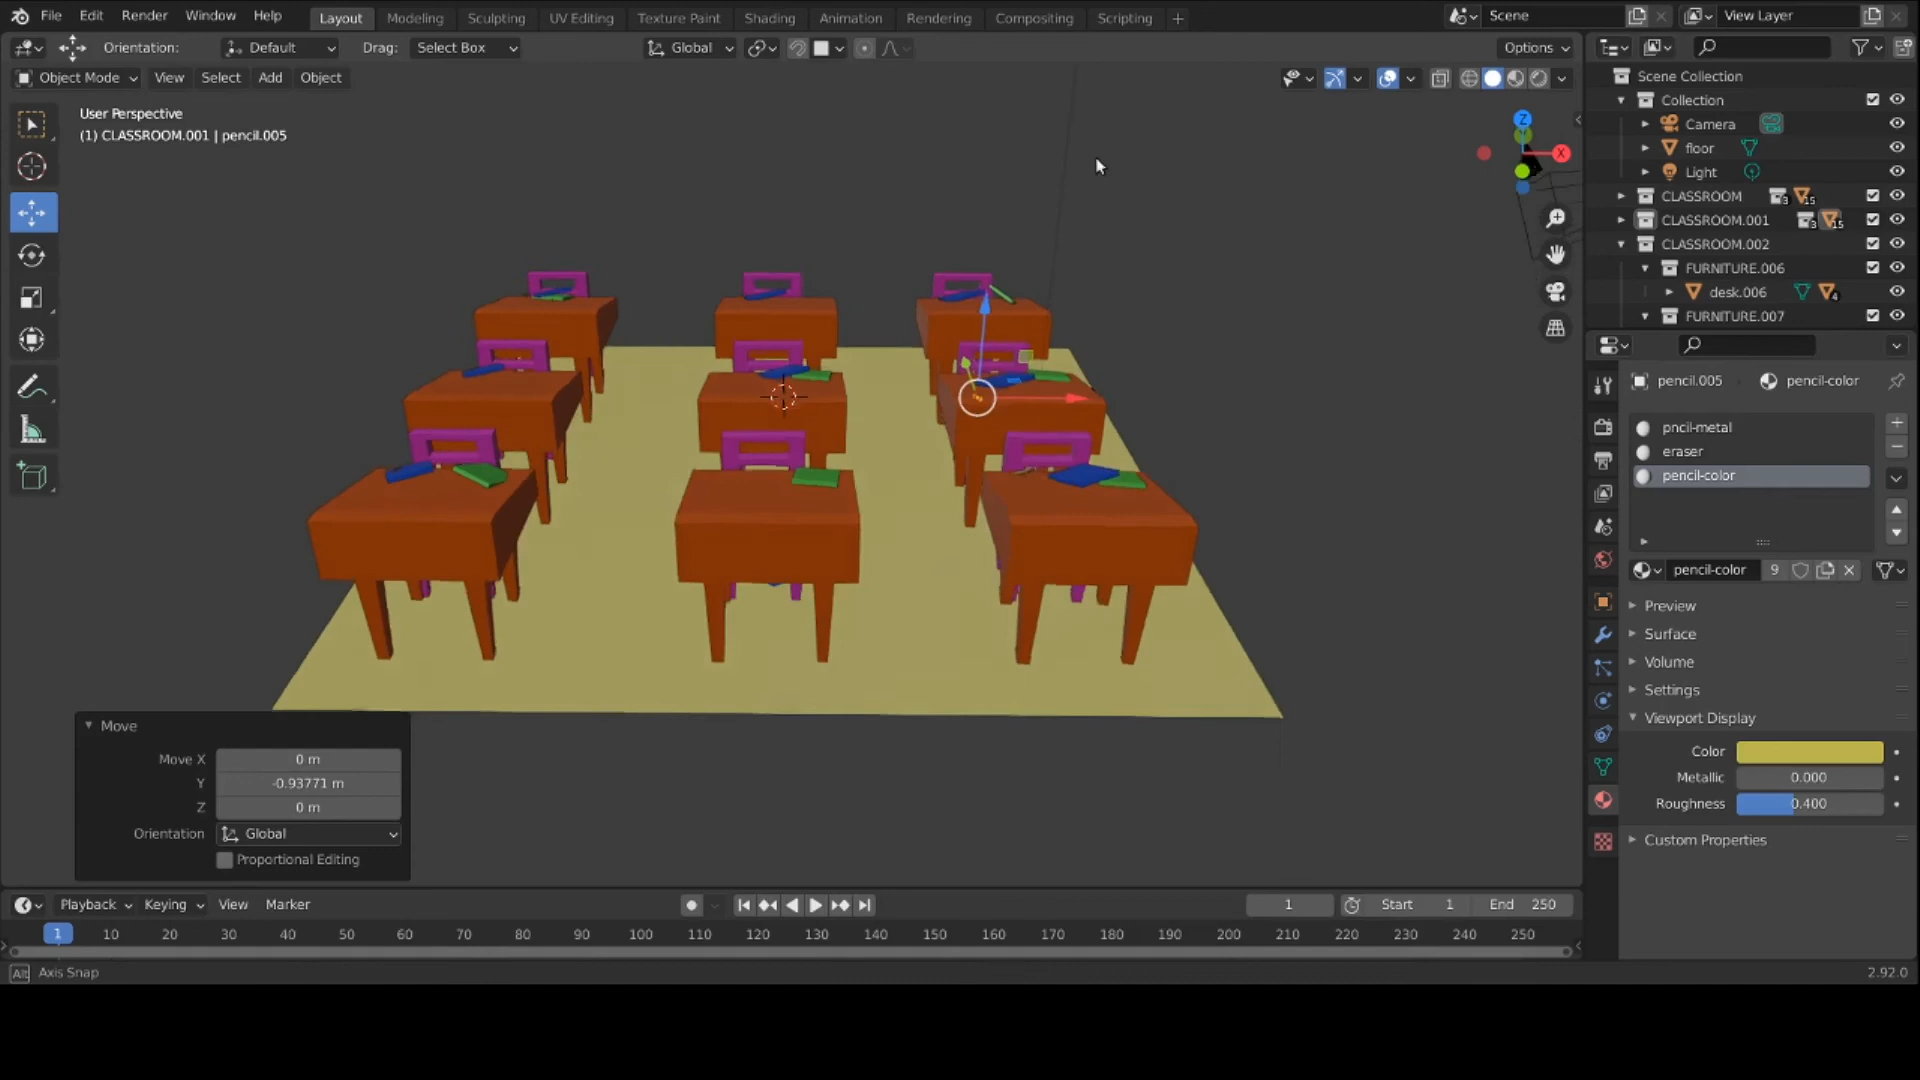 File Edit Render Window Help Layout Modeling Sculpting UV Editing Texture Paint Shading Animation Rendering Compositing Scripting + Scene View Layer
Orientation: Default Drag: Select Box Global Options
Object Mode View Select Add Object
User Perspective
(1) CLASSROOM.001 | pencil.005
Z
X
Scene Collection
Collection
Camera
floor
Light
CLASSROOM 3 15
CLASSROOM.001 3 15
CLASSROOM.002
FURNITURE.006
desk.006 4
FURNITURE.007
pencil.005 pencil-color
pncil-metal
eraser
pencil-color
pencil-color 9
Preview
Surface
Volume
Settings
Viewport Display
Color
Metallic 0.000
Roughness 0.400
Custom Properties
Move
Move X 0 m
Y -0.93771 m
Z 0 m
Orientation Global
Proportional Editing
Playback Keying View Marker 1 Start 1 End 250
1 10 20 30 40 50 60 70 80 90 100 110 120 130 140 150 160 170 180 190 200 210 220 230 240 250
Alt Axis Snap 2.92.0